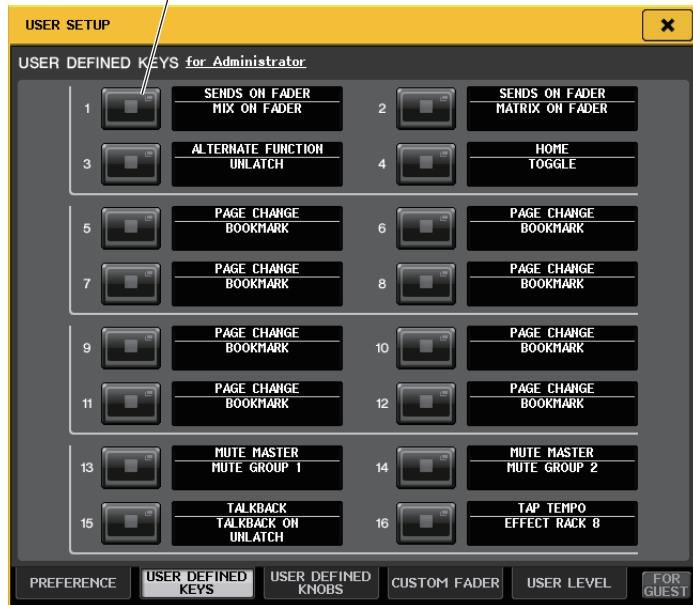 USER SETUP
USER DEFINED KEYS for Administrator
1
SENDS ON FADER
MIX ON FADER
2
SENDS ON FADER
MATRIX ON FADER
3
ALTERNATE FUNCTION
UNLATCH
4
HOME
TOGGLE
5
PAGE CHANGE
BOOKMARK
6
PAGE CHANGE
BOOKMARK
7
PAGE CHANGE
BOOKMARK
8
PAGE CHANGE
BOOKMARK
9
PAGE CHANGE
BOOKMARK
10
PAGE CHANGE
BOOKMARK
11
PAGE CHANGE
BOOKMARK
12
PAGE CHANGE
BOOKMARK
13
MUTE MASTER
MUTE GROUP 1
14
MUTE MASTER
MUTE GROUP 2
15
TALKBACK
TALKBACK ON
UNLATCH
16
TAP TEMPO
EFFECT RACK 8
PREFERENCE
USER DEFINED
KEYS
USER DEFINED
KNOBS
CUSTOM FADER
USER LEVEL
FOR
GUEST